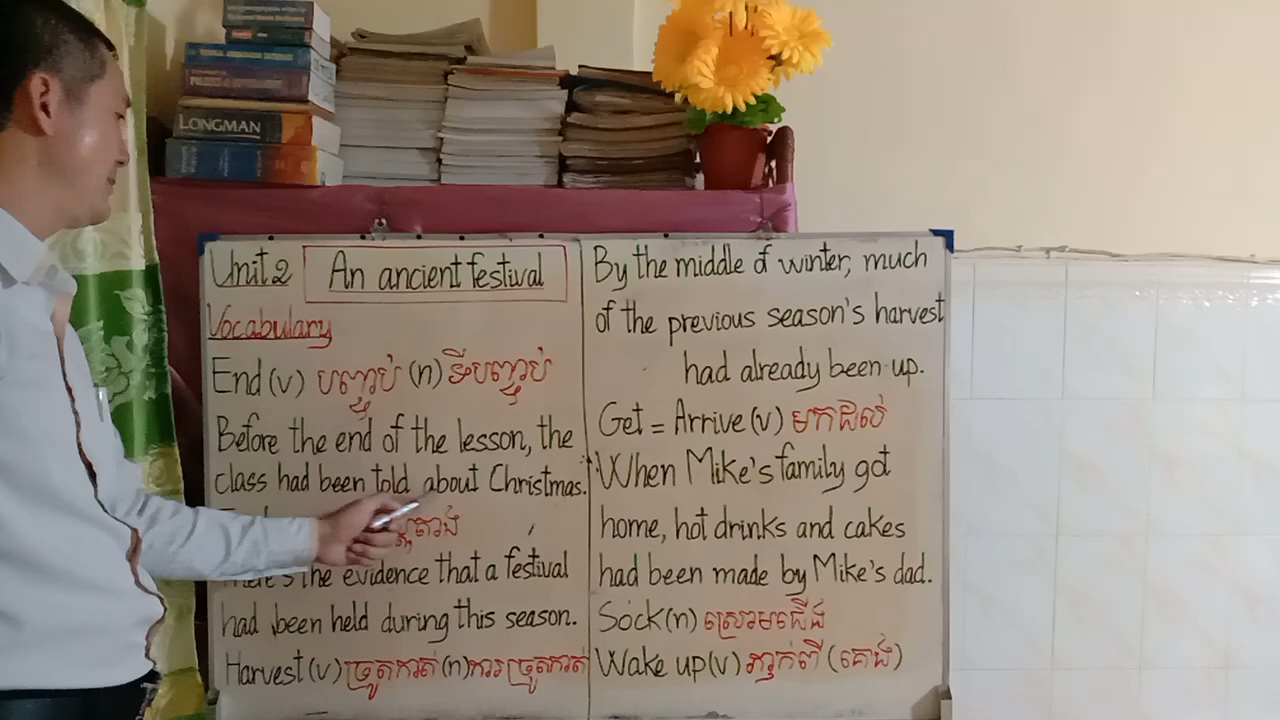 LONGMAN
Unit 2 An ancient festival
Vocabulary
End (v) បញ្ចប់ (n) ទីបញ្ចប់
Before the end of the lesson, the
class had been told about Christmas.
There's the evidence that a festival
had been held during this season.
Harvest (v) ច្រូតកាត់ (n) ការច្រូតកាត់
By the middle of winter, much
of the previous season's harvest
had already been up.
Get = Arrive (v) មកដល់
When Mike's family got
home, hot drinks and cakes
had been made by Mike's dad.
Sock (n) ស្រោមជើង
Wake up (v) ភ្ញាក់ពី (គេង)